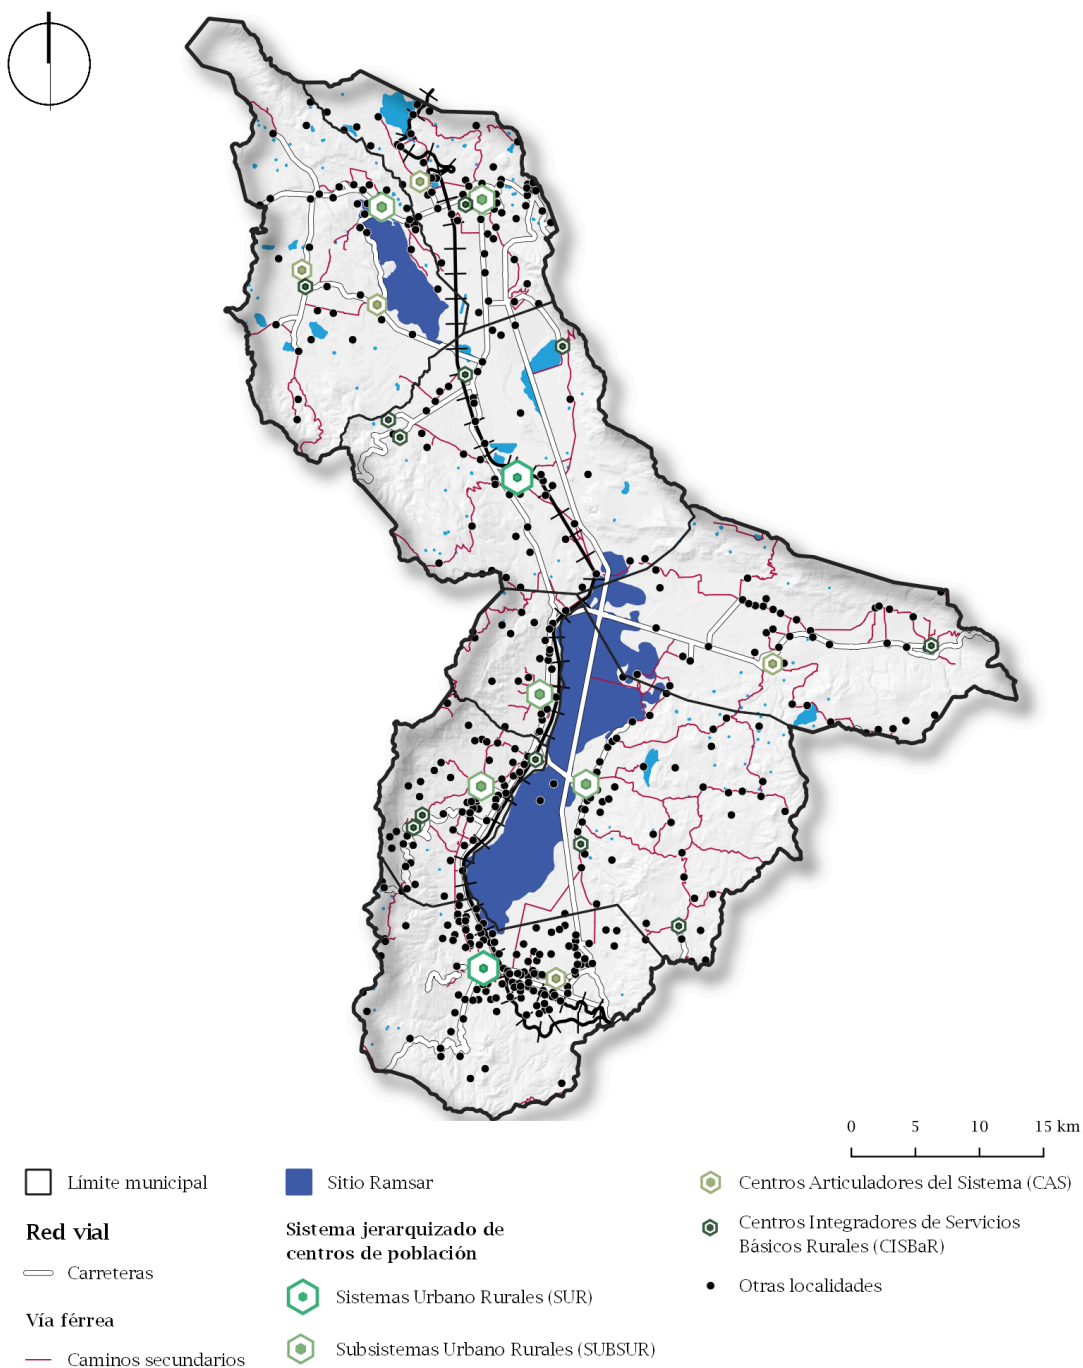 0 5 10 15 km
Límite municipal
Red vial
Carreteras
Vía férrea
Caminos secundarios
Sitio Ramsar
Sistema jerarquizado de
centros de población
Sistemas Urbano Rurales (SUR)
Subsistemas Urbano Rurales (SUBSUR)
Centros Articuladores del Sistema (CAS)
Centros Integradores de Servicios
Básicos Rurales (CISBaR)
Otras localidades